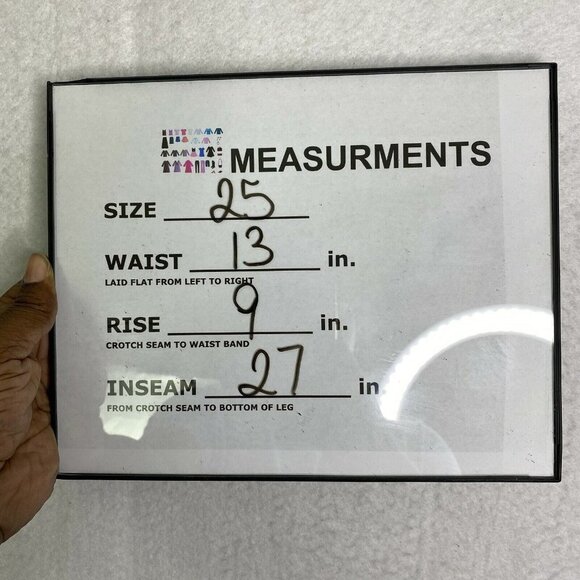 MEASURMENTS
SIZE 25
WAIST 13 in.
LAID FLAT FROM LEFT TO RIGHT
RISE 9 in.
CROTCH SEAM TO WAIST BAND
INSEAM 27 in
FROM CROTCH SEAM TO BOTTOM OF LEG